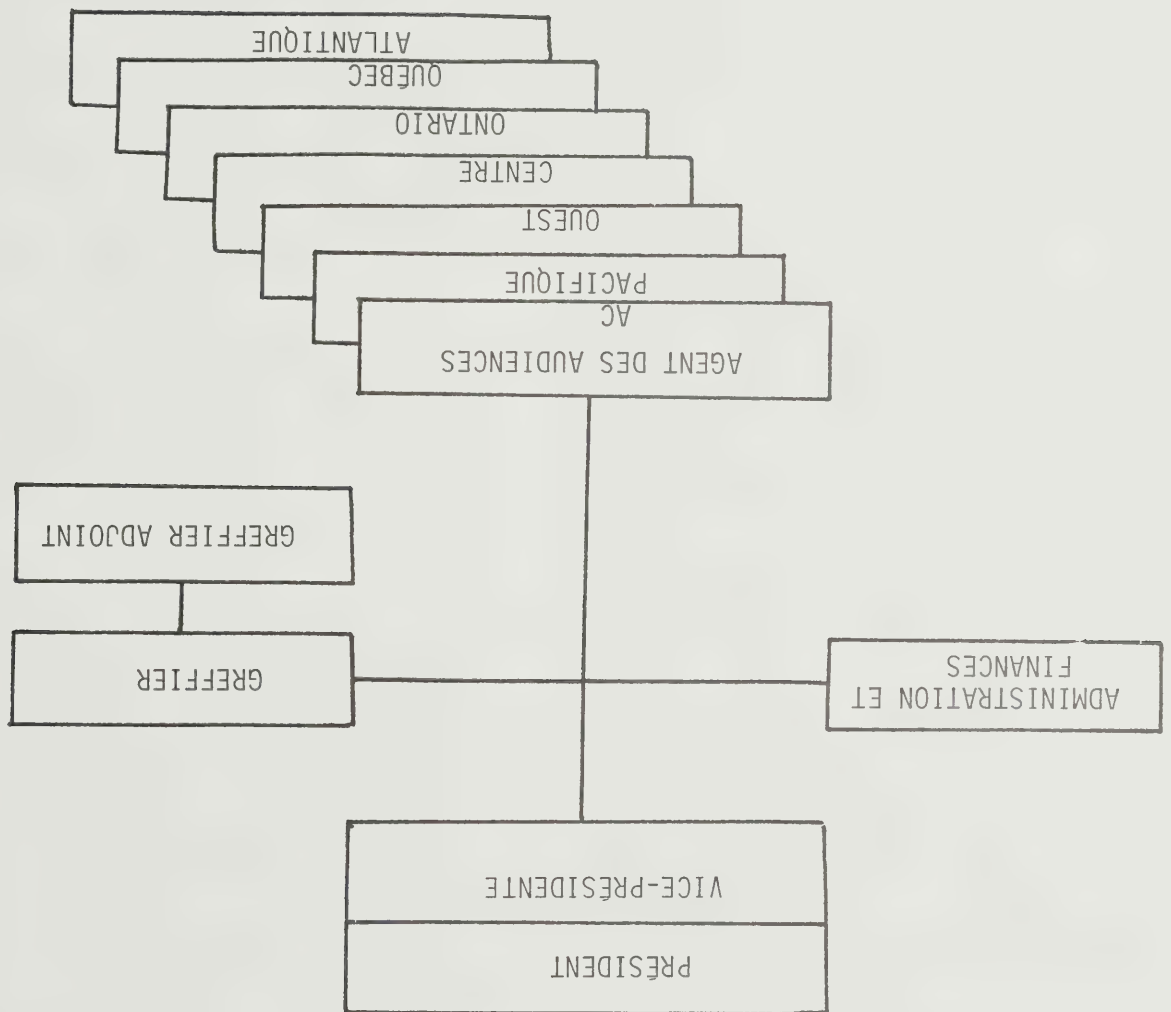 PRÉSIDENT
VICE-PRÉSIDENTE
ADMINISTRATION ET
FINANCES
GREFFIER
GREFFIER ADJOINT
AGENT DES AUDIENCES
AC
PACIFIQUE
OUEST
CENTRE
ONTARIO
QUÉBEC
ATLANTIQUE